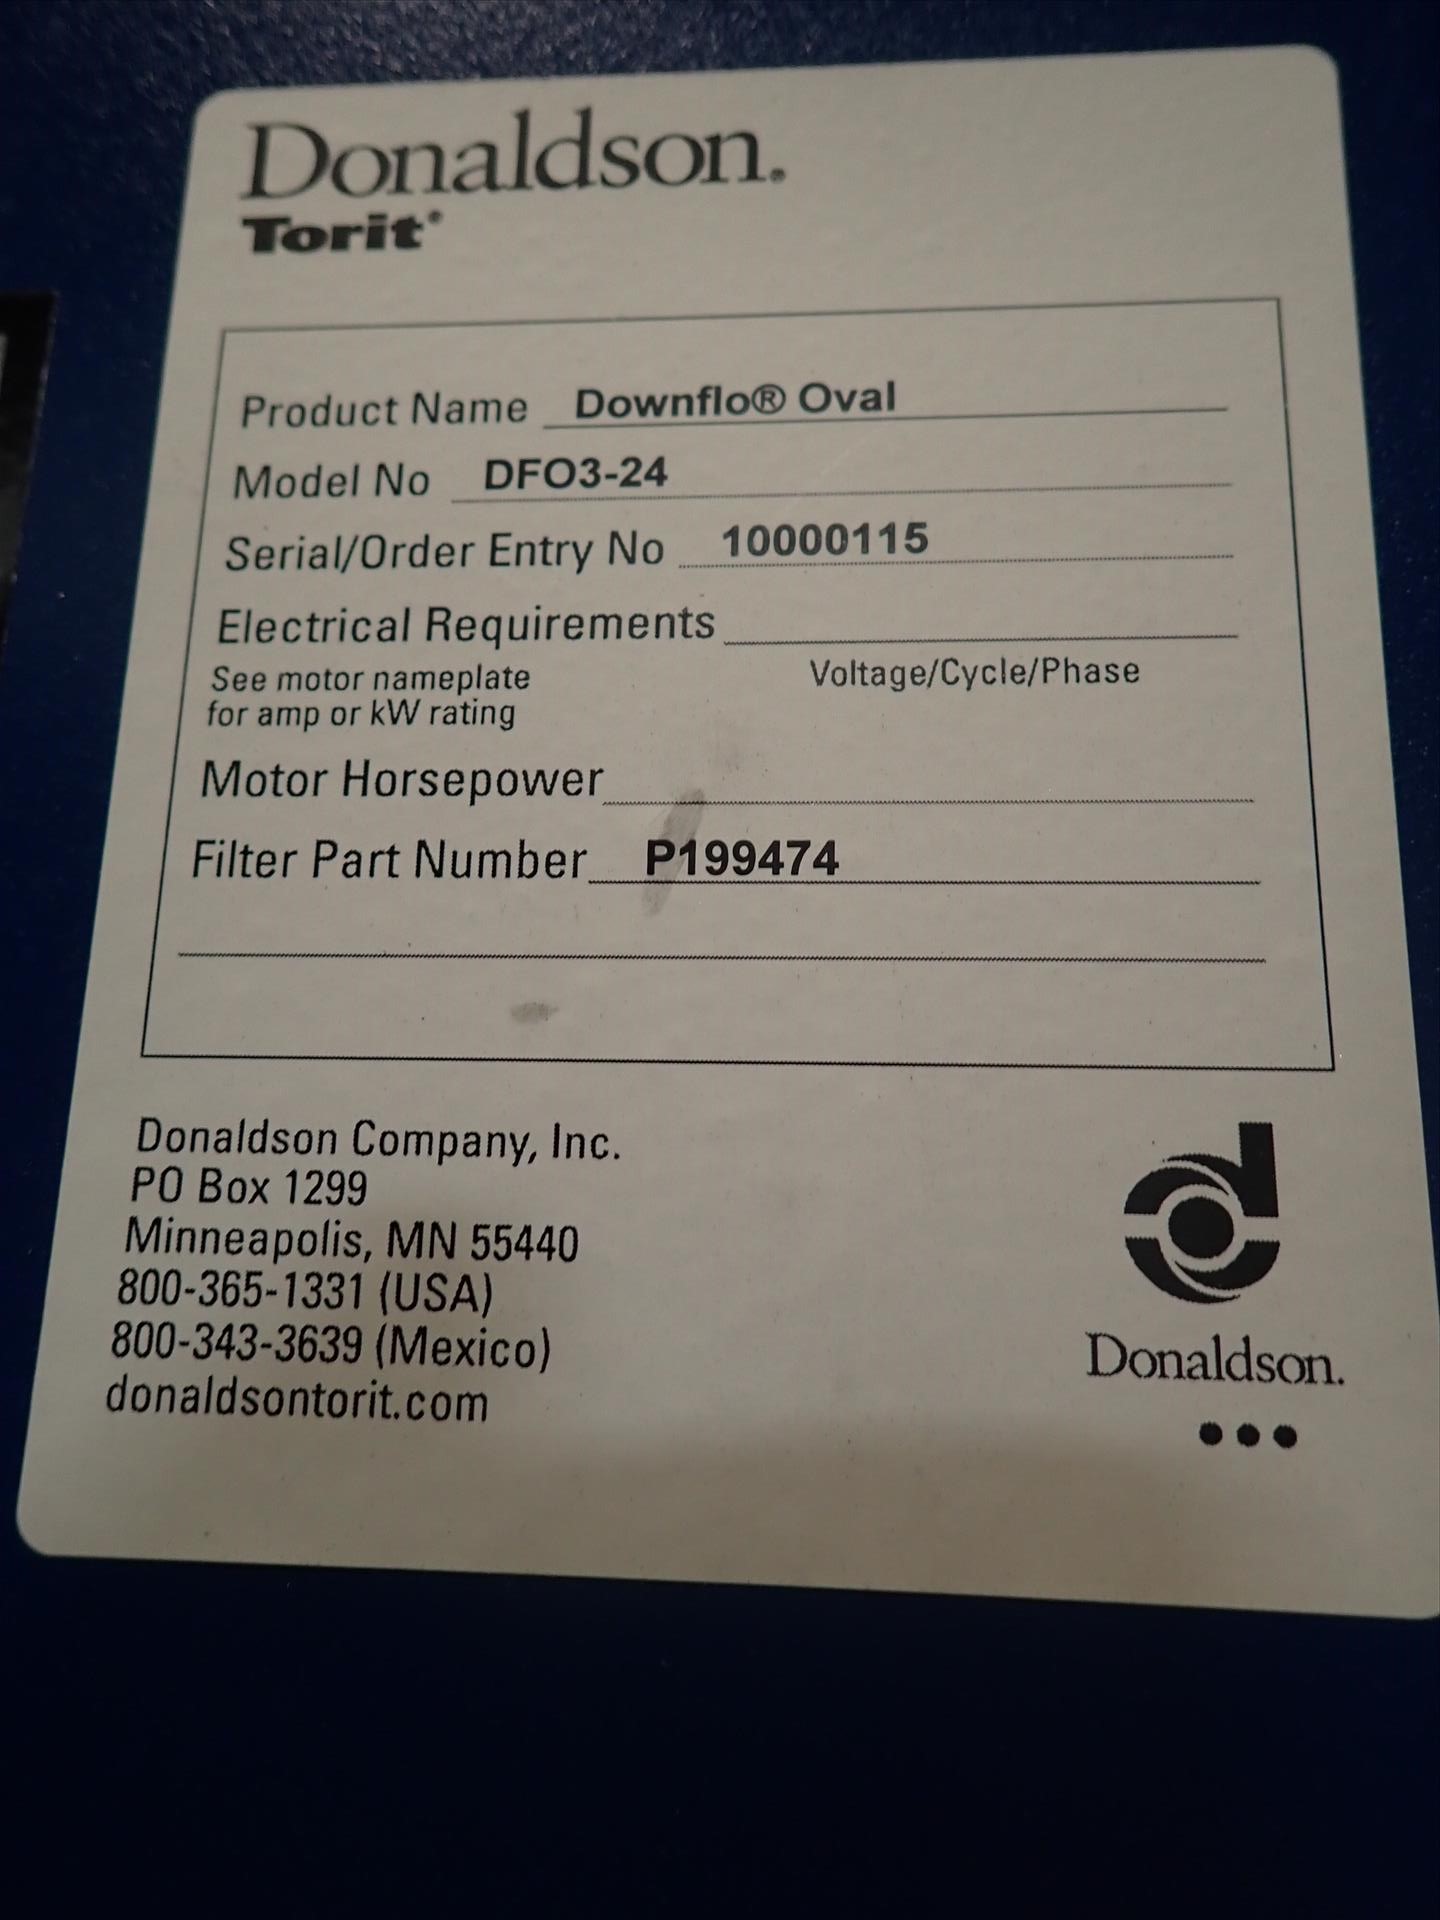 Donaldson.
Torit®
Product Name Downflo® Oval
Model No DFO3-24
Serial/Order Entry No 10000115
Electrical Requirements
See motor nameplate Voltage/Cycle/Phase
for amp or kW rating
Motor Horsepower
Filter Part Number P199474
Donaldson Company, Inc.
PO Box 1299
Minneapolis, MN 55440
800-365-1331 (USA)
800-343-3639 (Mexico)
donaldsontorit.com
d
Donaldson.